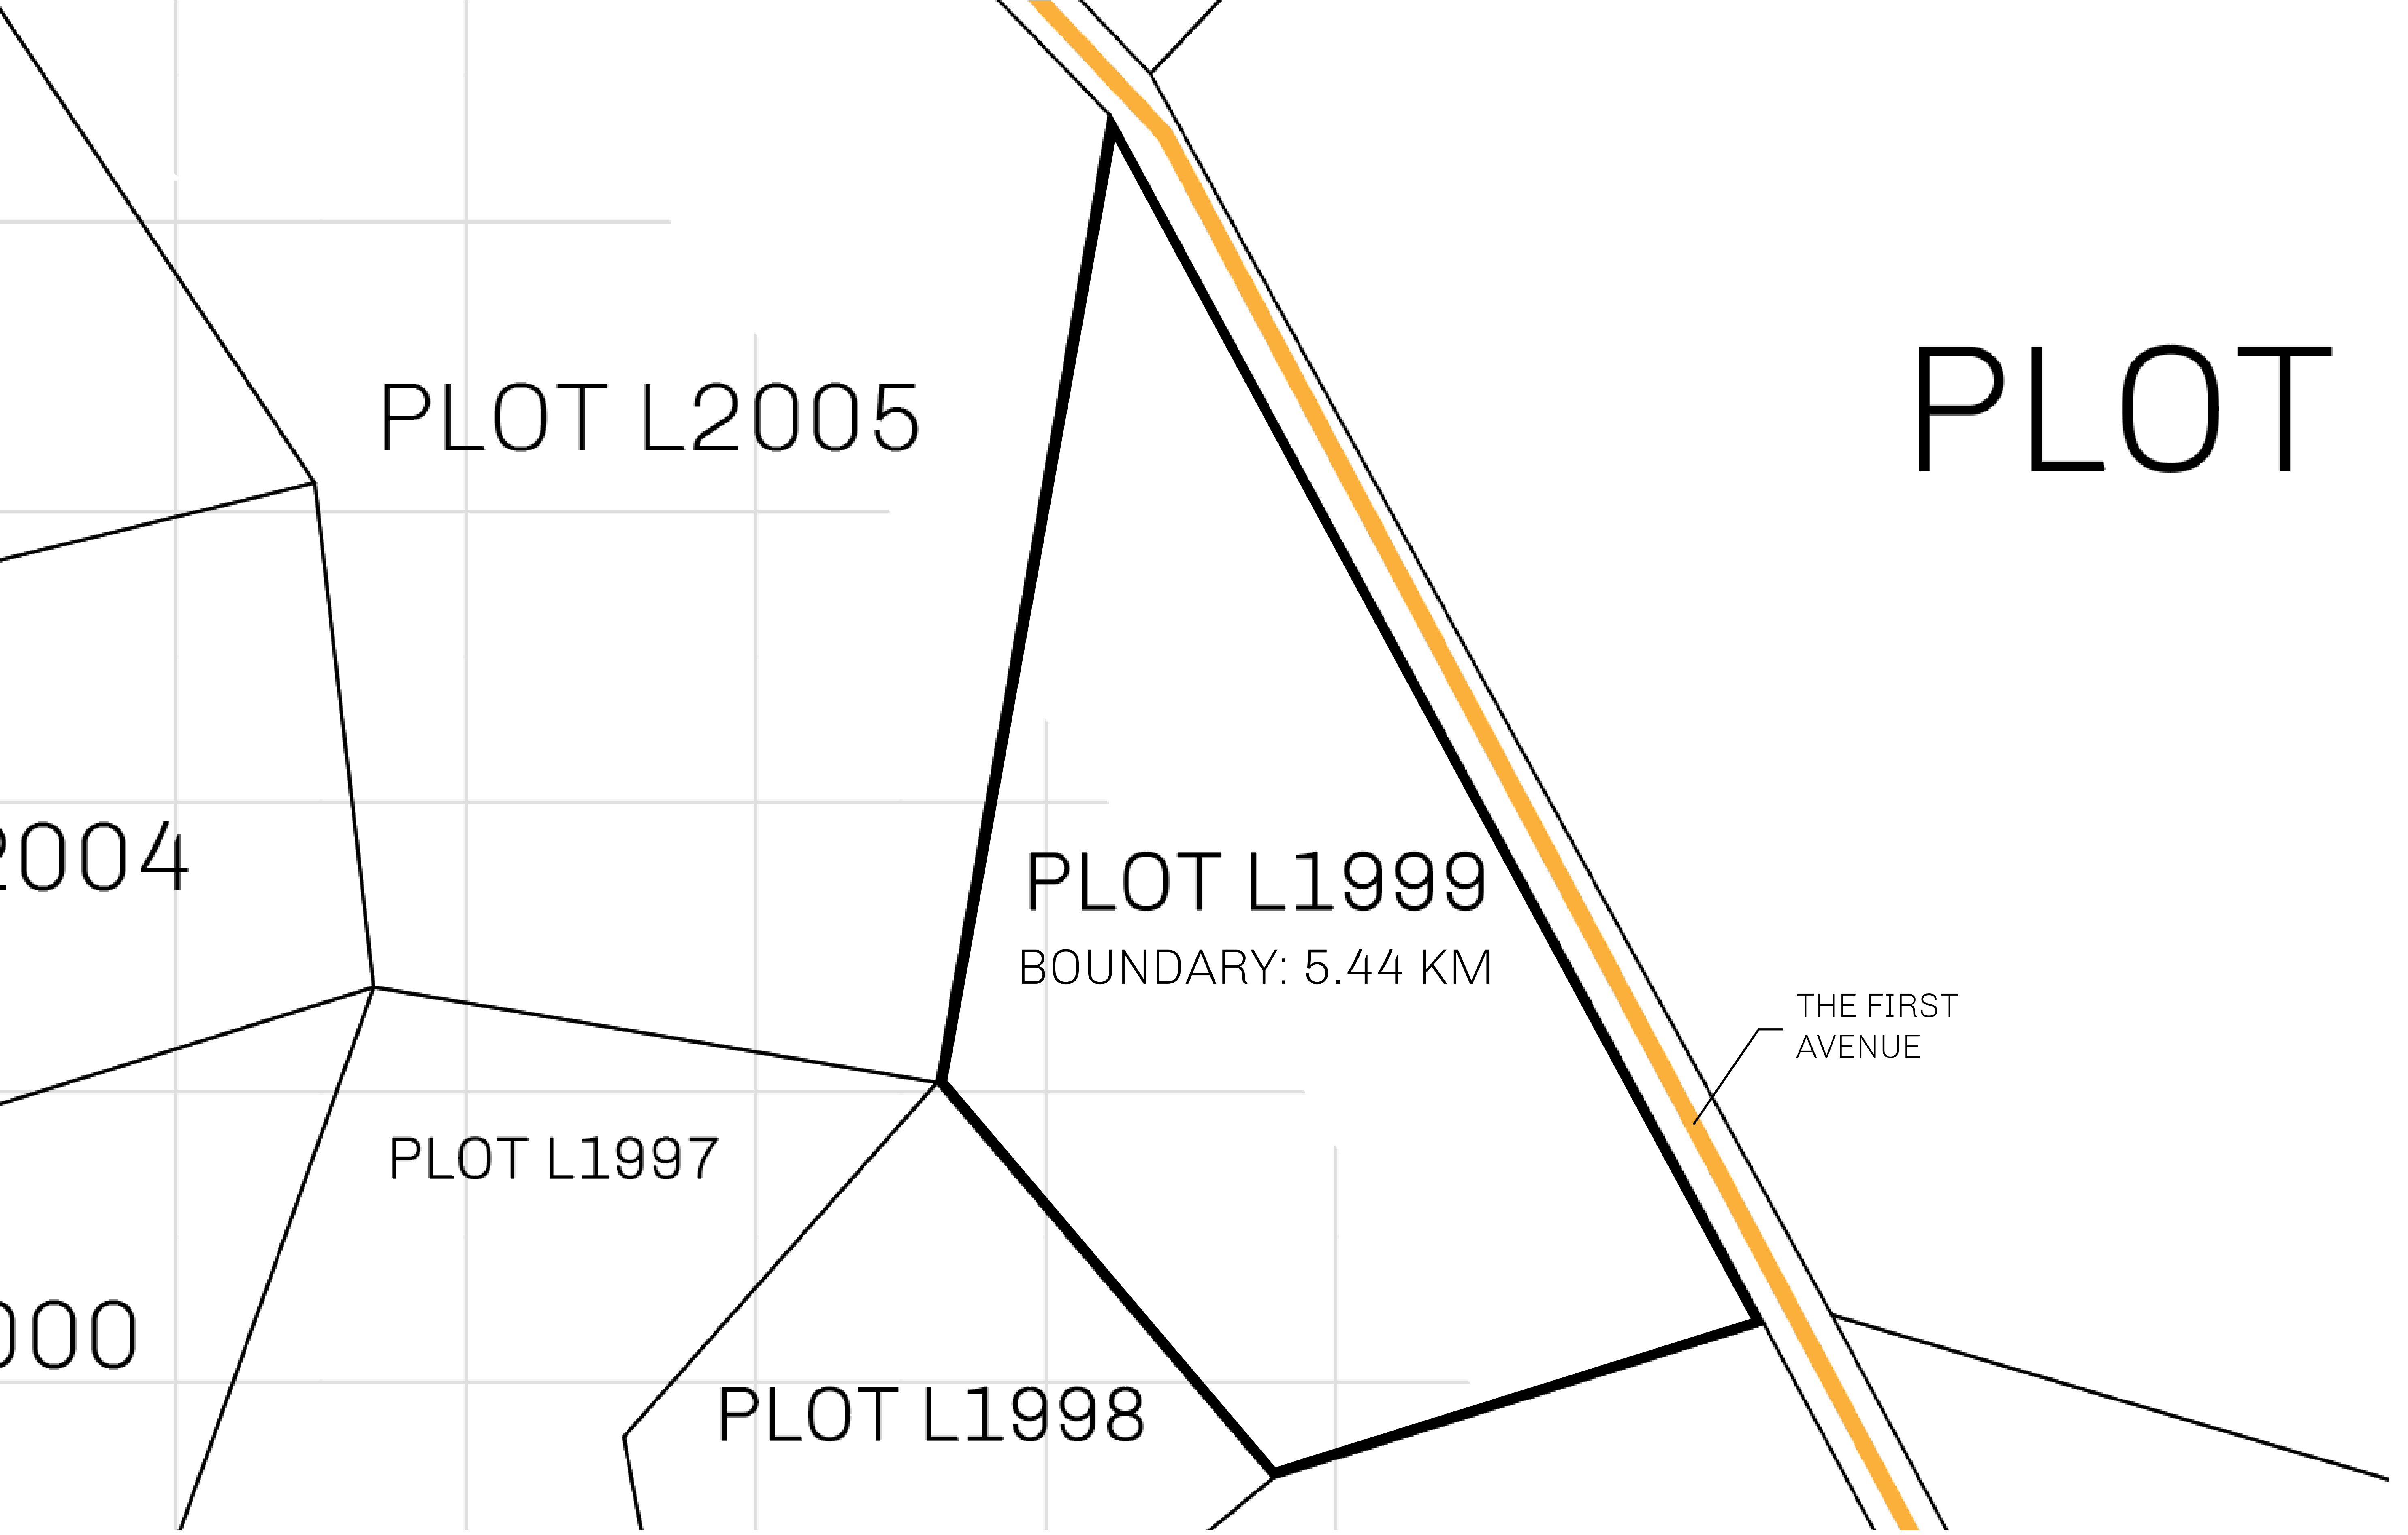 PLOT
PLOT L2005
2004
PLOT L1999
BOUNDARY: 5.44 KM
THE FIRST
AVENUE
PLOT L1997
000
PLOT L1998